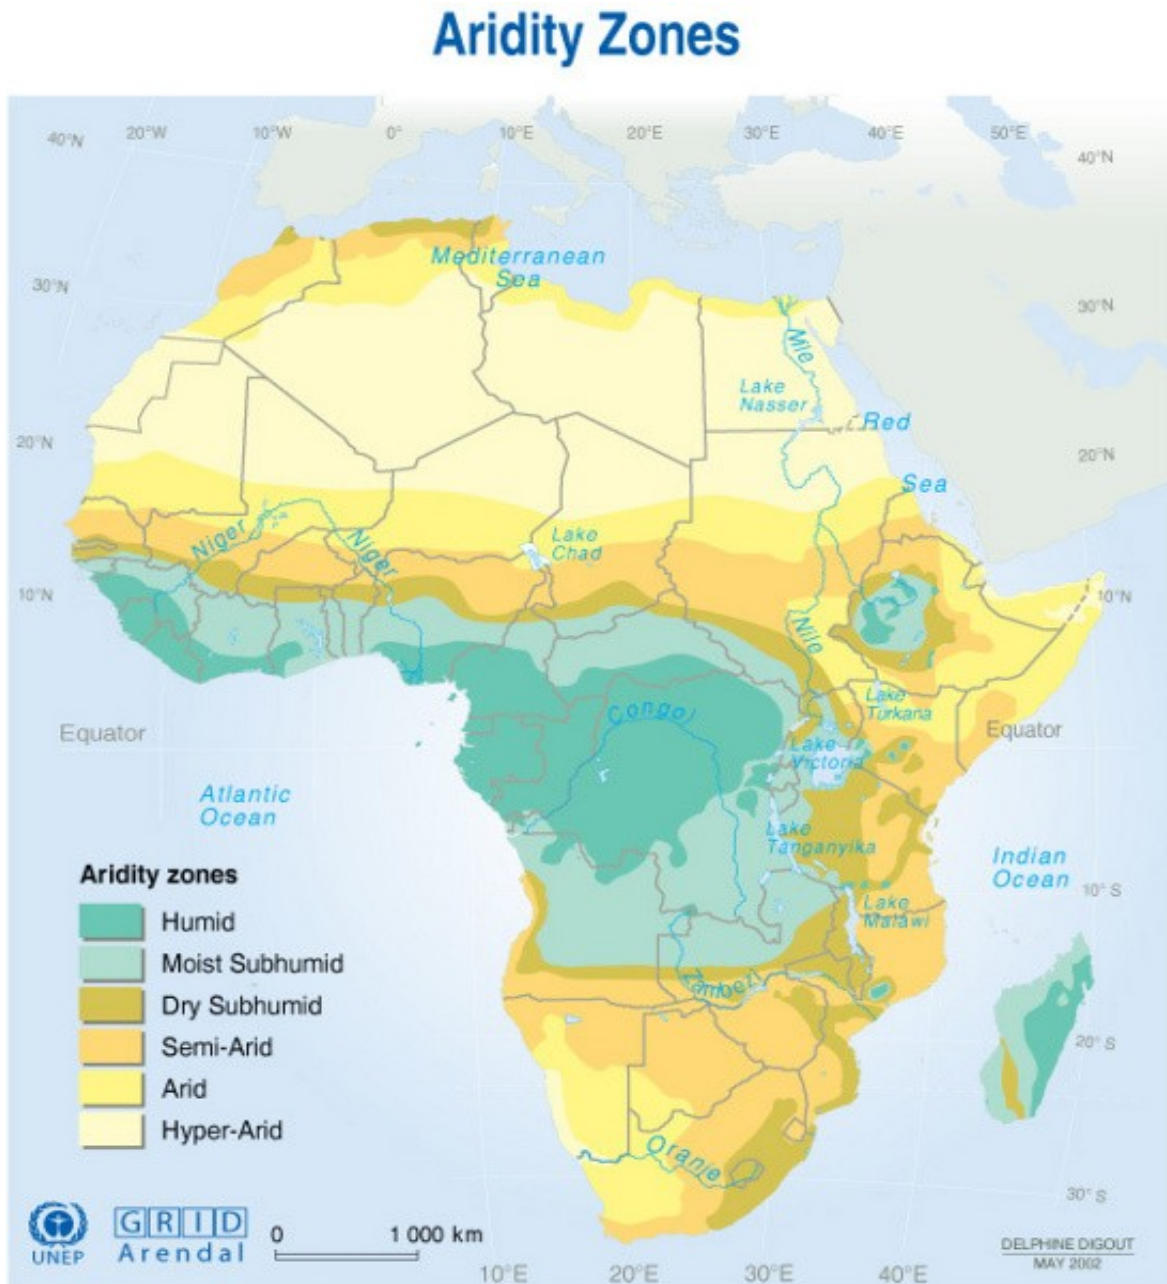 Aridity Zones
40°N
20°W
10°W
0°
10°E
20°E
30°E
40°E
50°E
40°N
Mediterranean
Sea
30°N
30°N
Nile
Lake
Nasser
Red
20°N
20°N
Sea
Niger
Niger
Lake
Chad
10°N
10°N
Nile
Lake
Turkana
Congo
Equator
Equator
Lake
Victoria
Atlantic
Ocean
Lake
Tanganyika
Indian
Ocean
Aridity zones
10° S
Lake
Malawi
Humid
Moist Subhumid
Zambezi
Dry Subhumid
Semi-Arid
20° S
Arid
Hyper-Arid
Oranje
30° S
UNEP
GRID
Arendal
0 1 000 km
DELPHINE DIGOUT
MAY 2002
10°E
20°E
30°E
40°E